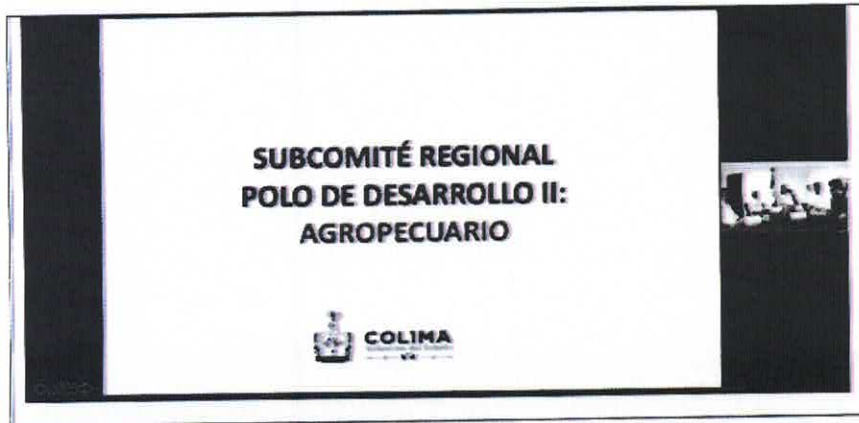 SUBCOMITÉ REGIONAL
POLO DE DESARROLLO II:
AGROPECUARIO
COLIMA